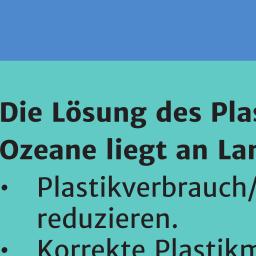 Die Lösung des Plas
Ozeane liegt an Lan
• Plastikverbrauch/
reduzieren.
• Korrekte Plastikm